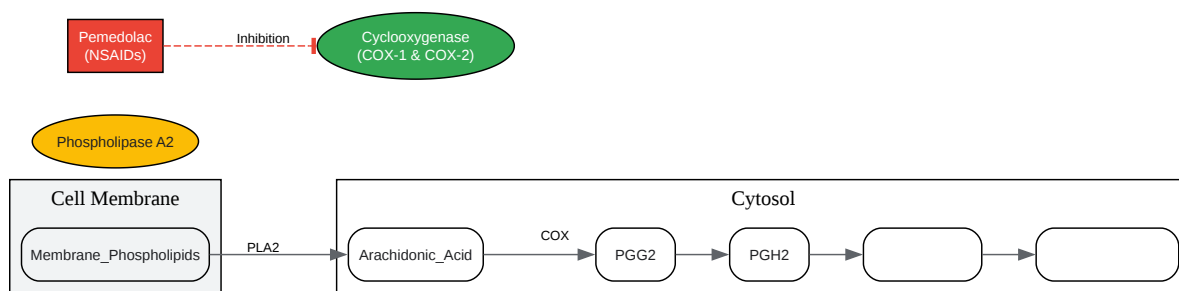 Pemedolac
(NSAIDs)
Inhibition
Cyclooxygenase
(COX-1 & COX-2)
Phospholipase A2
Cell Membrane
Cytosol
Membrane_Phospholipids
PLA2
Arachidonic_Acid
COX
PGG2
PGH2